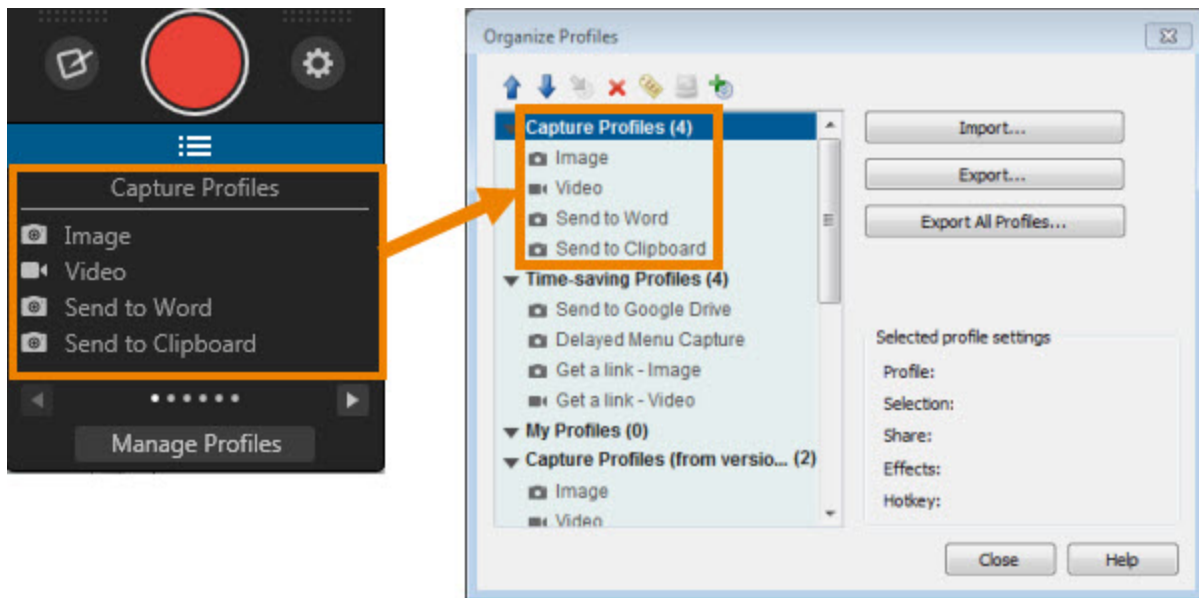 Capture Profiles
Image
Video
Send to Word
Send to Clipboard
Manage Profiles
Organize Profiles
Capture Profiles (4)
Image
Video
Send to Word
Send to Clipboard
Time-saving Profiles (4)
Send to Google Drive
Delayed Menu Capture
Get a link - Image
Get a link - Video
My Profiles (0)
Capture Profiles (from versio... (2)
Image
Video
Import...
Export...
Export All Profiles...
Selected profile settings
Profile:
Selection:
Share:
Effects:
Hotkey:
Close
Help